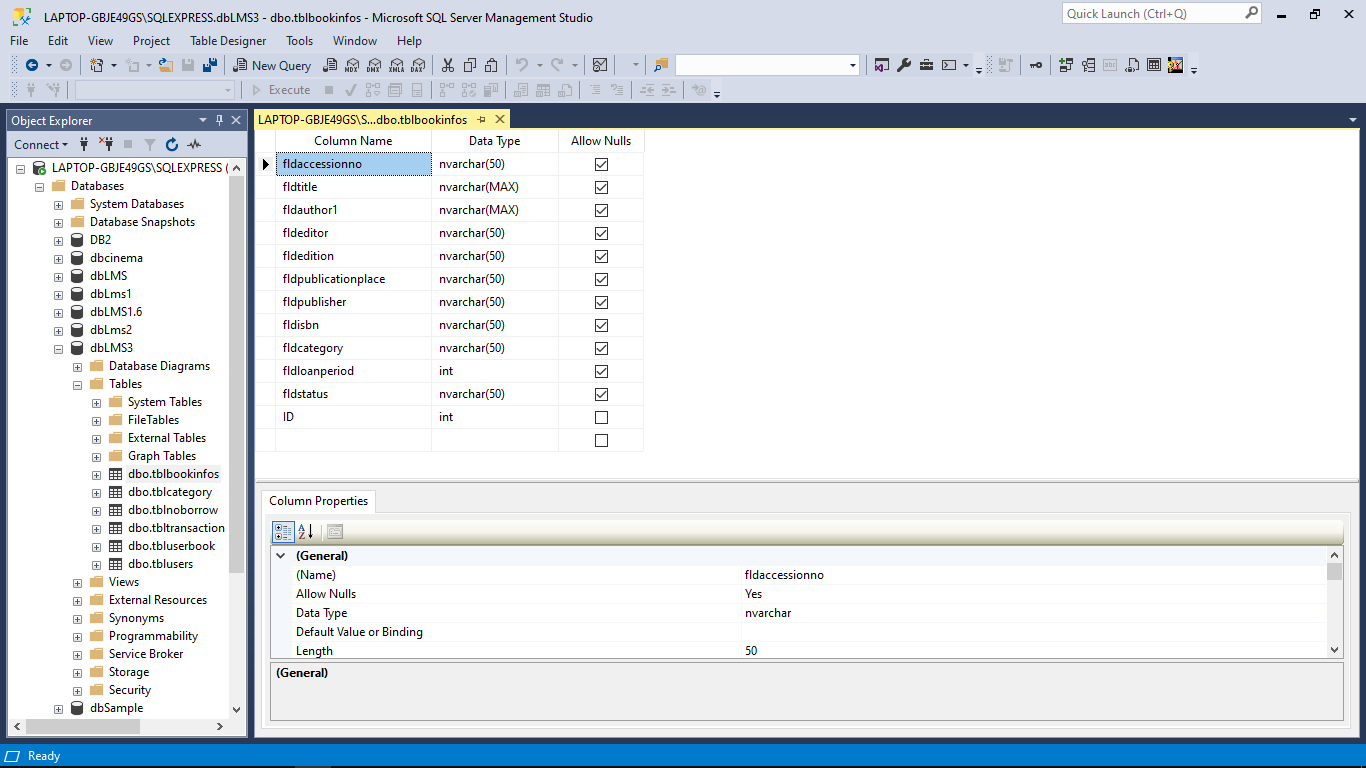 LAPTOP-GBJE49GS\SQLEXPRESS.dbLMS3 - dbo.tblbookinfos - Microsoft SQL Server Management Studio
Quick Launch (Ctrl+Q)
File Edit View Project Table Designer Tools Window Help
New Query
MDX DMX XMLA DAX
Execute
Object Explorer
Connect
LAPTOP-GBJE49GS\SQLEXPRESS (
Databases
System Databases
Database Snapshots
DB2
dbcinema
dbLMS
dbLms1
dbLMS1.6
dbLms2
dbLMS3
Database Diagrams
Tables
System Tables
FileTables
External Tables
Graph Tables
dbo.tblbookinfos
dbo.tblcategory
dbo.tblnoborrow
dbo.tbltransaction
dbo.tbluserbook
dbo.tblusers
Views
External Resources
Synonyms
Programmability
Service Broker
Storage
Security
dbSample
LAPTOP-GBJE49GS\S...dbo.tblbookinfos
Column Name Data Type Allow Nulls
fldaccessionno nvarchar(50)
fldtitle nvarchar(MAX)
fldauthor1 nvarchar(MAX)
fldeditor nvarchar(50)
fldedition nvarchar(50)
fldpublicationplace nvarchar(50)
fldpublisher nvarchar(50)
fldisbn nvarchar(50)
fldcategory nvarchar(50)
fldloanperiod int
fldstatus nvarchar(50)
ID int
Column Properties
A Z
(General)
(Name) fldaccessionno
Allow Nulls Yes
Data Type nvarchar
Default Value or Binding
Length 50
(General)
Ready